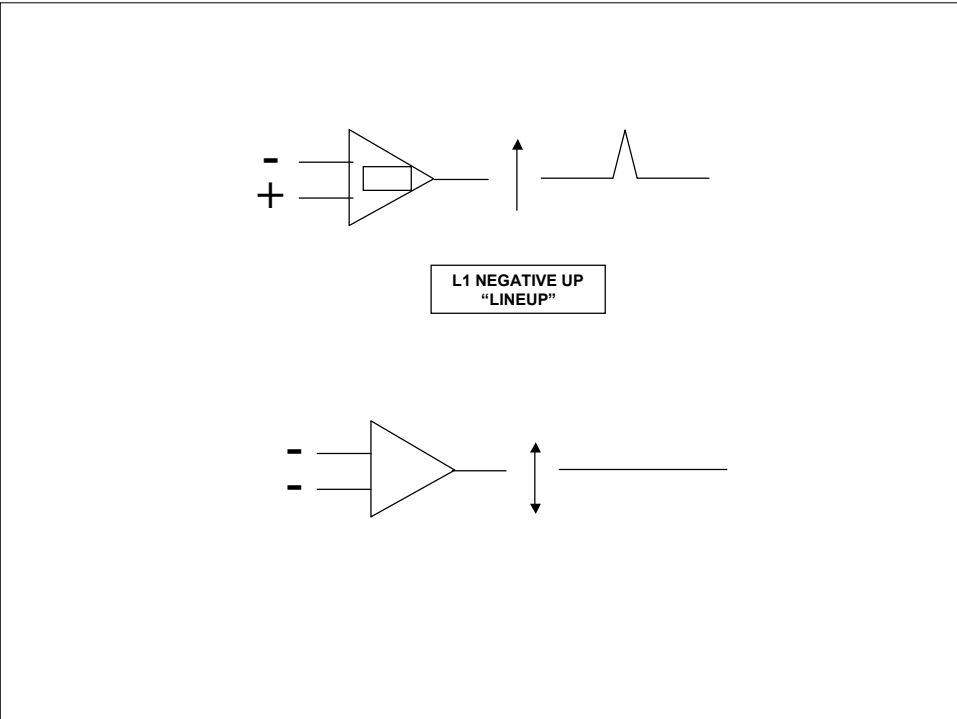 -
+
L1 NEGATIVE UP
“LINEUP”
-
-